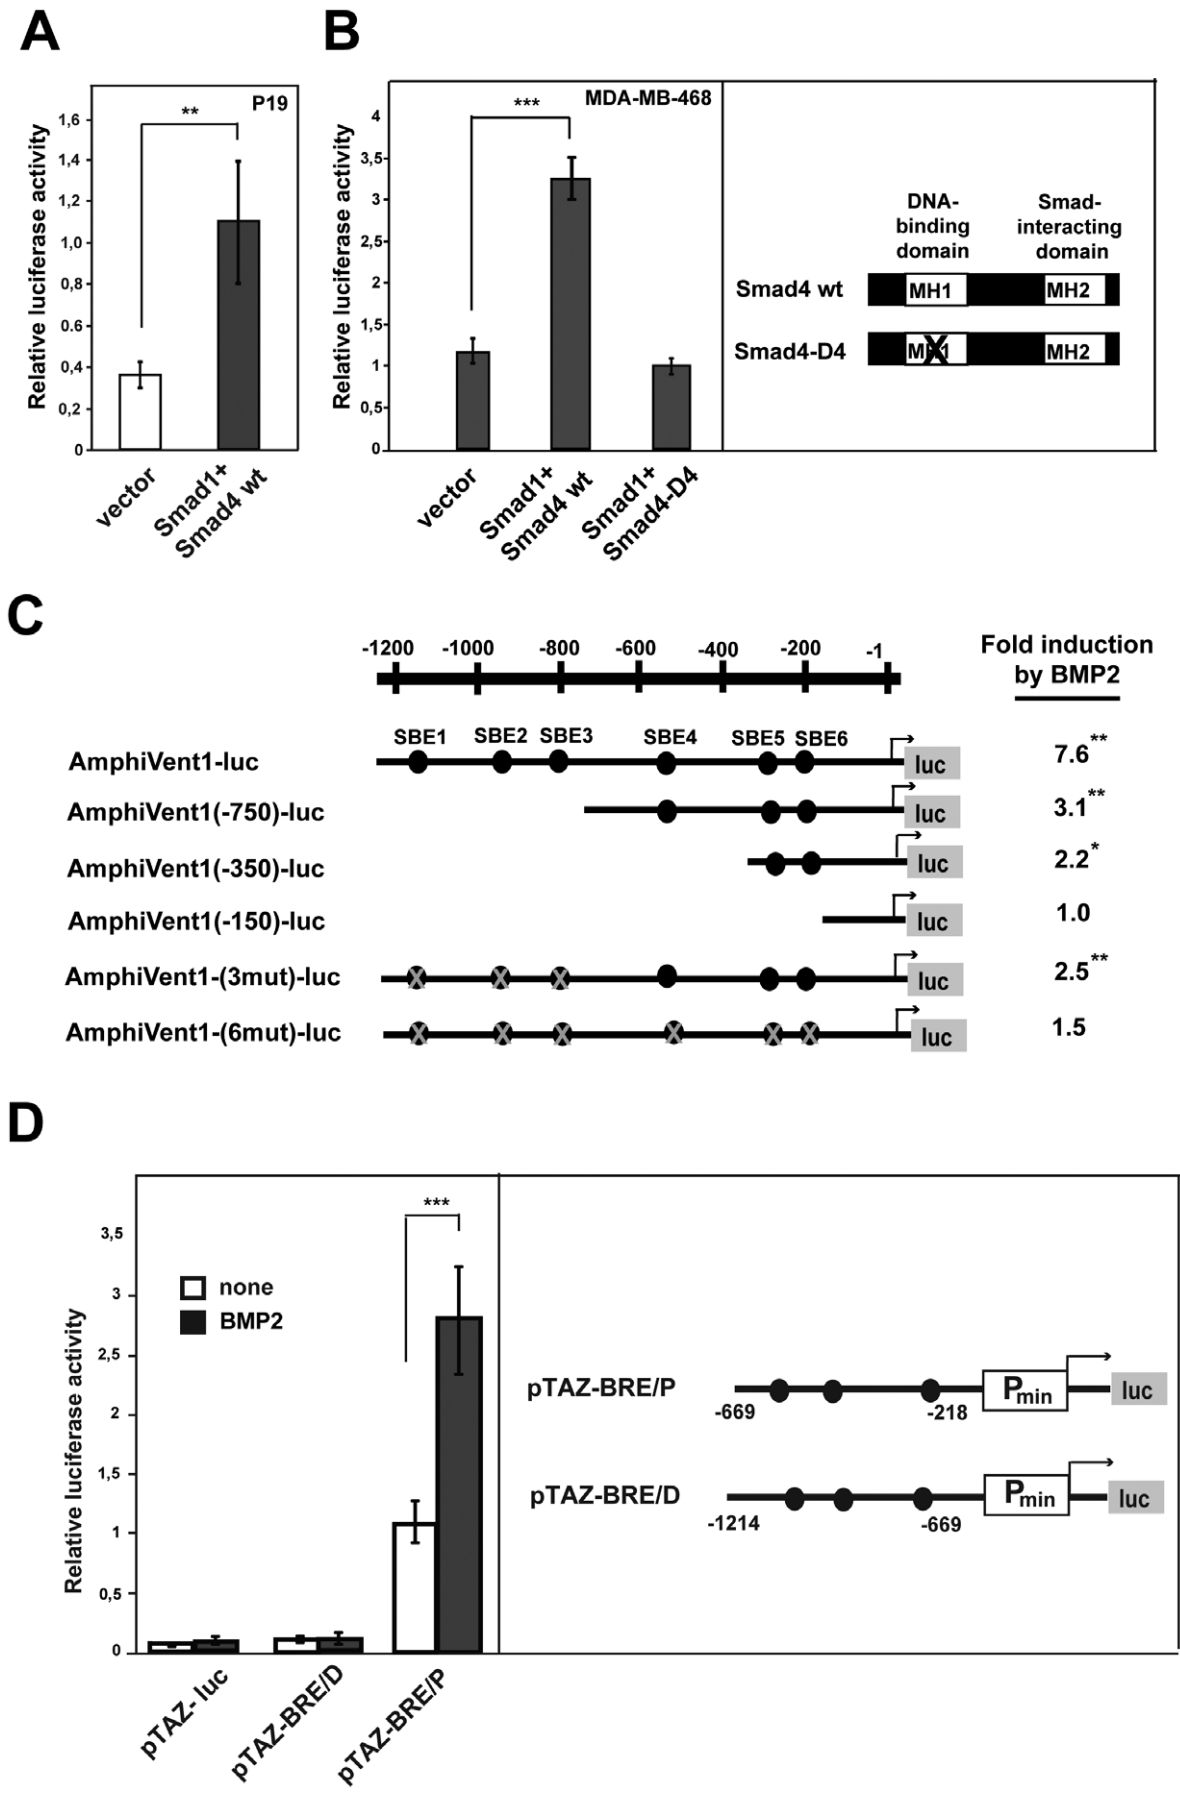 A
P19
**
Relative luciferase activity
1,6
1,4
1,2
1,0
0.8
0.6
0,4
0,2
0
vector
Smad1+
Smad4 wt
B
MDA-MB-468
***
Relative luciferase activity
4
3,5
3
2,5
2
1,5
1
0,5
0
vector
Smad1+
Smad4 wt
Smad1+
Smad4-D4
DNA-
binding
domain
Smad-
interacting
domain
Smad4 wt
MH1
MH2
Smad4-D4
MH1
X
MH2
C
-1200 -1000 -800 -600 -400 -200 -1
Fold induction
by BMP2
SBE1 SBE2 SBE3 SBE4 SBE5 SBE6
AmphiVent1-luc
luc
7.6**
AmphiVent1(-750)-luc
luc
3.1**
AmphiVent1(-350)-luc
luc
2.2*
AmphiVent1(-150)-luc
luc
1.0
AmphiVent1-(3mut)-luc
X X X
luc
2.5**
AmphiVent1-(6mut)-luc
X X X X X X
luc
1.5
D
Relative luciferase activity
3,5
3
2,5
2
1,5
1
0,5
0
none
BMP2
***
pTAZ- luc
pTAZ-BRE/D
pTAZ-BRE/P
pTAZ-BRE/P
-669
-218
Pmin
luc
pTAZ-BRE/D
-1214
-669
Pmin
luc